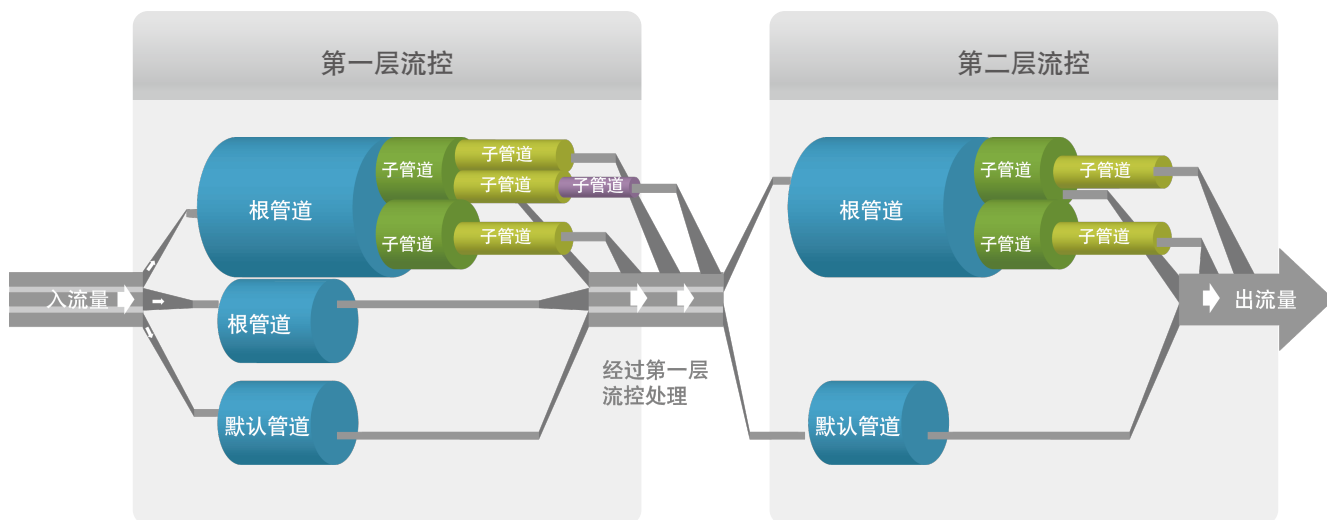 第一层流控
第二层流控
入流量
根管道
子管道
子管道
子管道
子管道
子管道
子管道
根管道
默认管道
经过第一层
流控处理
根管道
子管道
子管道
子管道
子管道
默认管道
出流量